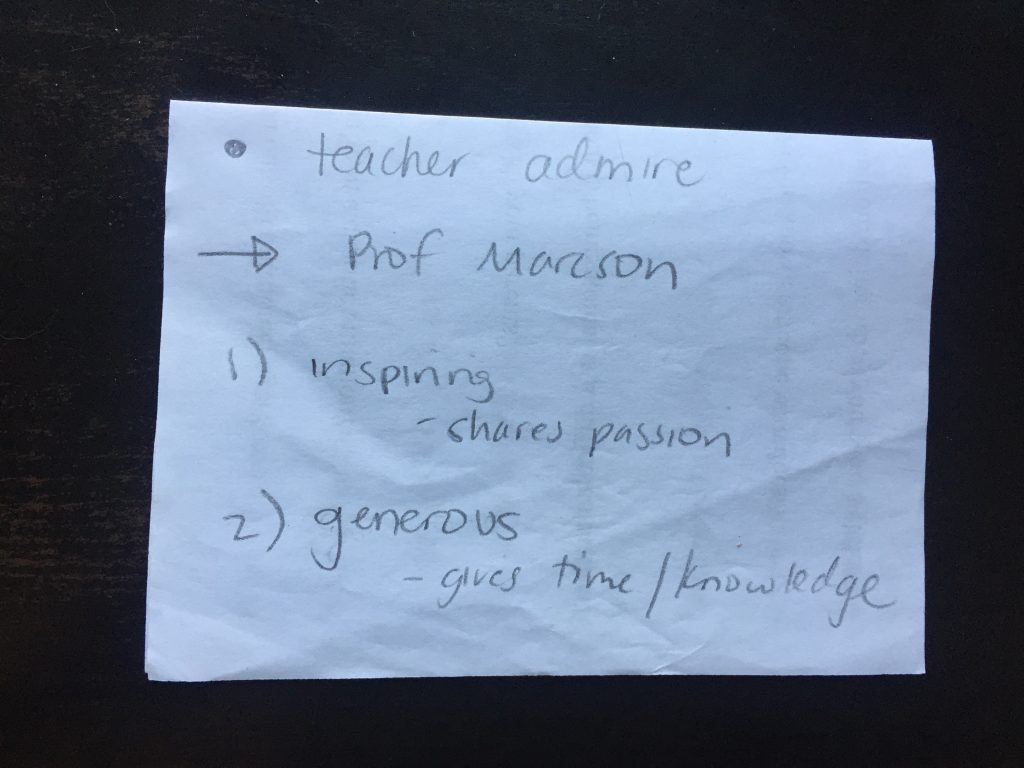 • teacher admire
→ Prof Marcson
1) inspiring
- shares passion
2) generous
- gives time/knowledge